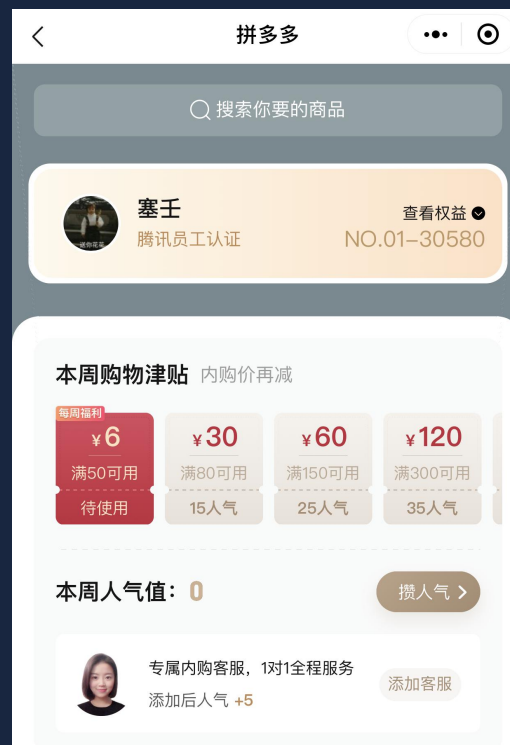 拼多多
搜索你要的商品
塞壬
查看权益
腾讯员工认证
NO.01-30580
本周购物津贴 内购价再减
每周福利
¥6
¥30
¥60
¥120
满50可用
满80可用
满150可用
满300可用
待使用
15人气
25人气
35人气
本周人气值：0
攒人气
专属内购客服，1对1全程服务
添加客服
添加后人气 +5